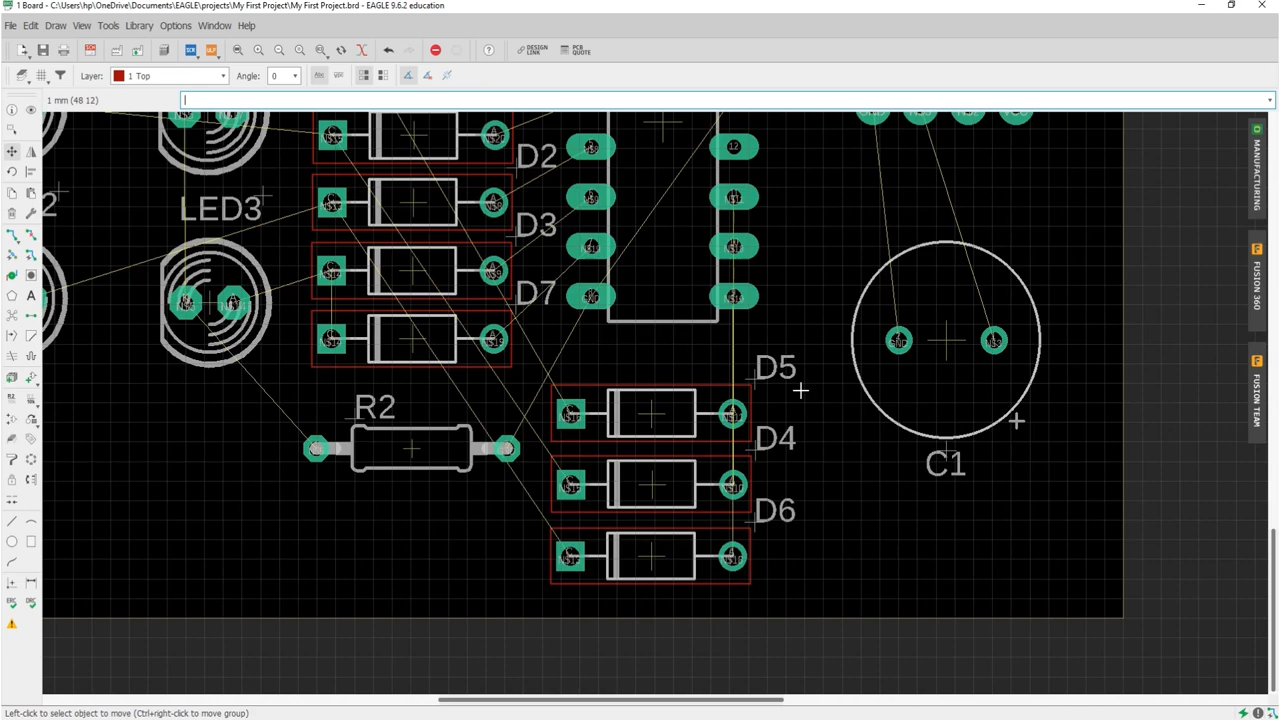 1 Board - C:\Users\hp\OneDrive\Documents\EAGLE\projects\My First Project\My First Project.brd - EAGLE 9.6.2 education
File Edit Draw View Tools Library Options Window Help
DESIGN LINK
PCB QUOTE
Layer: 1 Top Angle: 0
1 mm (48 12)
MANUFACTURING
FUSION 360
FUSION TEAM
D2
12
2
LED3
D3
D7
D5
R2
D4
C1
D6
Left-click to select object to move (Ctrl+right-click to move group)